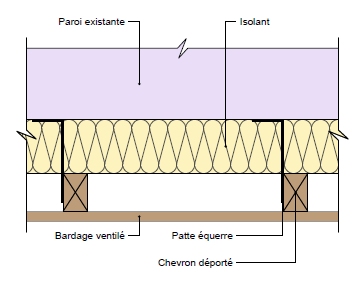 Paroi existante
Isolant
Bardage ventilé
Patte équerre
Chevron déporté